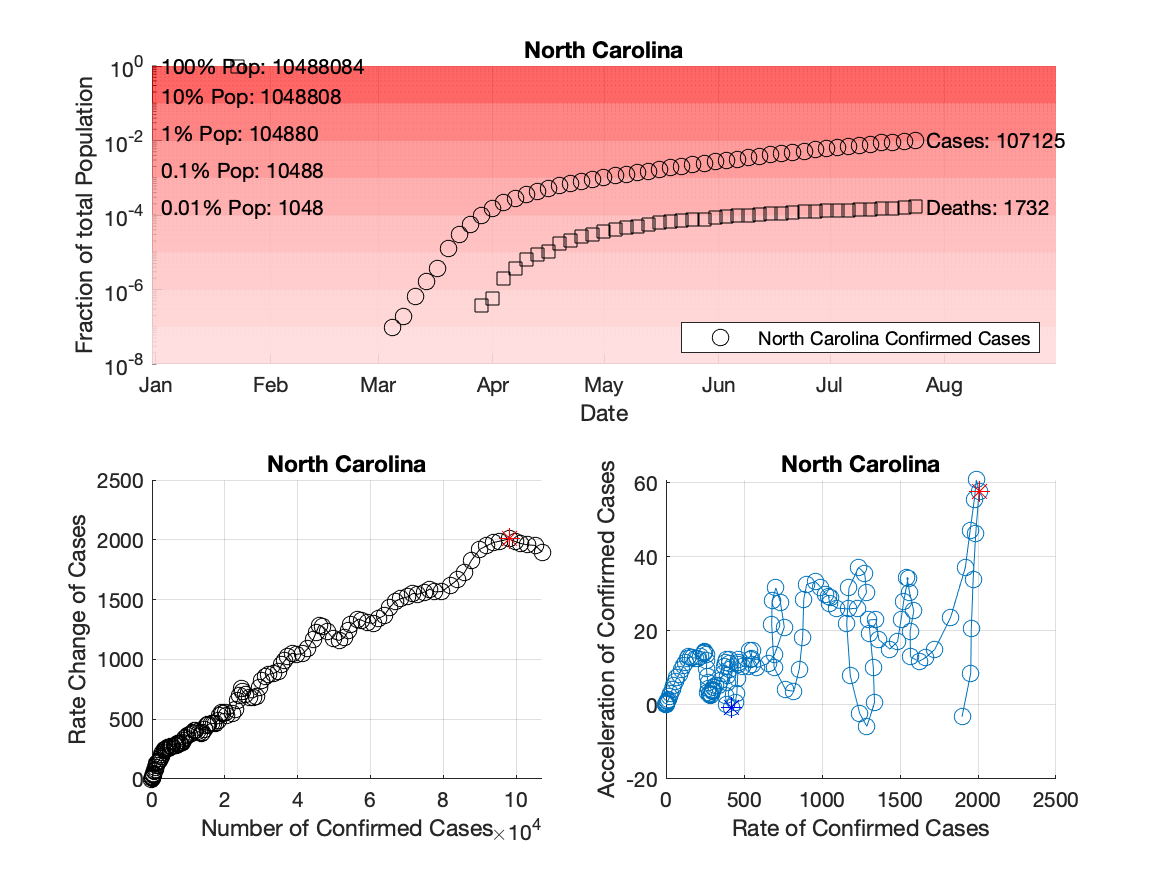 North Carolina
Fraction of total Population
10^0
10^-2
10^-4
10^-6
10^-8
100% Pop: 10488084
10% Pop: 1048808
1% Pop: 104880
0.1% Pop: 10488
0.01% Pop: 1048
Cases: 107125
Deaths: 1732
North Carolina Confirmed Cases
Jan Feb Mar Apr May Jun Jul Aug
Date
North Carolina
Rate Change of Cases
2500
2000
1500
1000
500
0
0 2 4 6 8 10
Number of Confirmed Cases ×10^4
North Carolina
Acceleration of Confirmed Cases
60
40
20
0
-20
0 500 1000 1500 2000 2500
Rate of Confirmed Cases